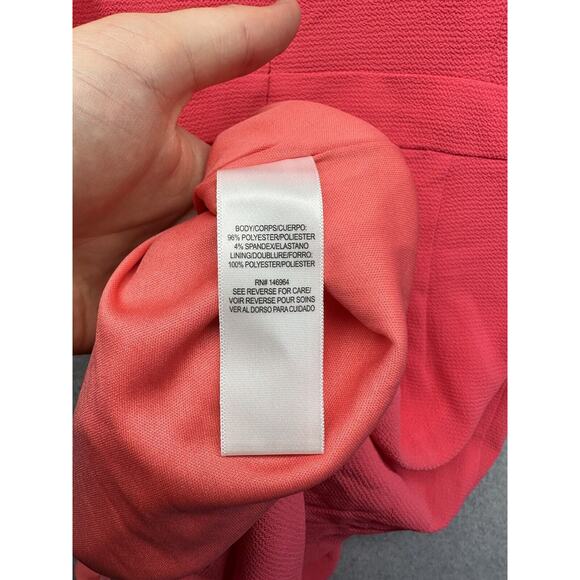 BODY/CORPS/CUERPO:
96% POLYESTER/POLIESTER
4% SPANDEX/ELASTANO
LINING/DOUBLURE/FORRO:
100% POLYESTER/POLIESTER
RN# 146964
SEE REVERSE FOR CARE/
VOIR REVERSE POUR SOINS
VER AL DORSO PARA CUIDADO